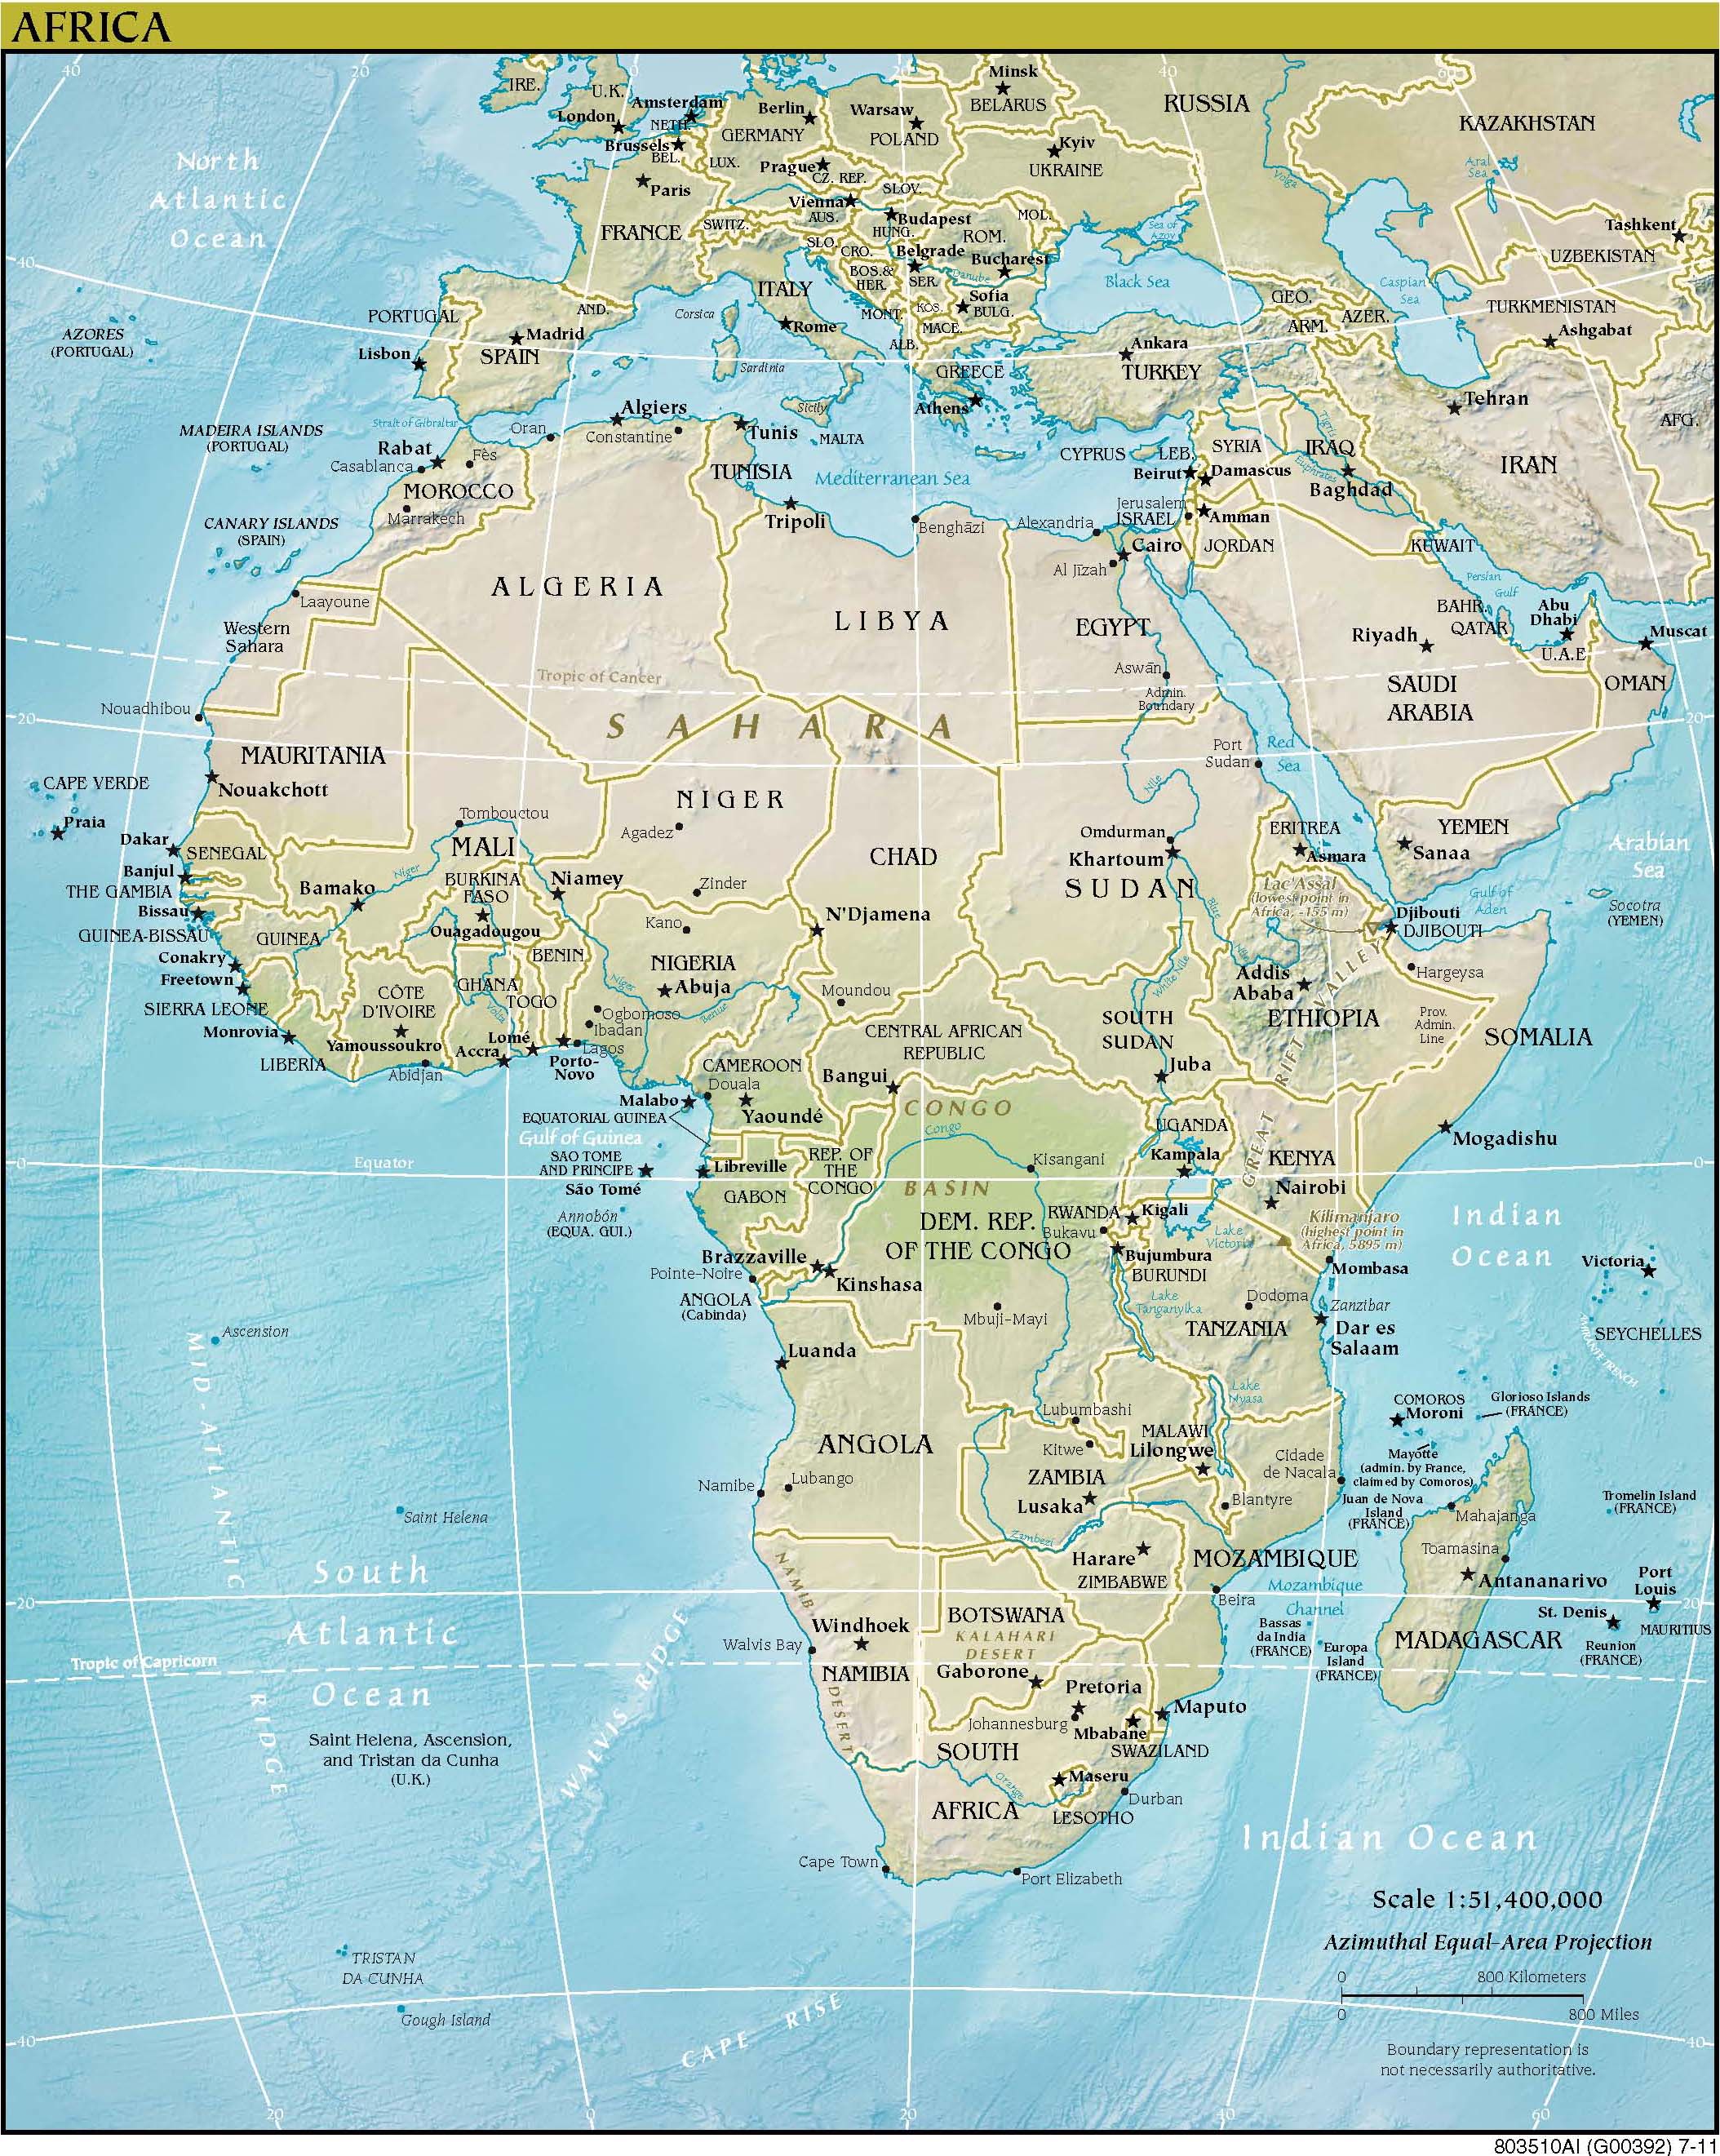 AFRICA
40
20
0
20
40
60
IRE.
U.K.
London
Amsterdam
NETH.
Brussels
BEL.
LUX.
Berlin
GERMANY
Warsaw
POLAND
Minsk
BELARUS
RUSSIA
KAZAKHSTAN
Kyiv
UKRAINE
Prague
CZ. REP.
SLOV.
Paris
Vienna
AUS.
Budapest
HUNG.
MOL.
ROM.
FRANCE
SWITZ.
SLO.
CRO.
Belgrade
Bucharest
BOS.&
HER.
SER.
Danube
Sea of
Azov
Volga
Aral
Sea
Tashkent
UZBEKISTAN
North
Atlantic
Ocean
40
ITALY
MONT.
KOS.
Sofia
BULG.
MACE.
ALB.
Black Sea
Caspian
Sea
GEO.
ARM.
AZER.
TURKMENISTAN
Ashgabat
AND.
Corsica
Rome
PORTUGAL
Madrid
SPAIN
Lisbon
Sardinia
GREECE
Athens
Ankara
TURKEY
Tehran
AFG.
AZORES
(PORTUGAL)
MADEIRA ISLANDS
(PORTUGAL)
Strait of Gibraltar
Algiers
Oran
Constantine
Sicily
Tunis
MALTA
TUNISIA
Mediterranean Sea
CYPRUS
LEB.
Beirut
SYRIA
Damascus
IRAQ
Tigris
Euphrates
Baghdad
IRAN
Rabat
Casablanca
Fès
MOROCCO
Marrakech
Tripoli
Benghāzī
Alexandria
Jerusalem
ISRAEL
Amman
JORDAN
KUWAIT
Cairo
Al Jīzah
CANARY ISLANDS
(SPAIN)
Laayoune
Western
Sahara
ALGERIA
LIBYA
EGYPT
Persian
Gulf
BAHR.
QATAR
Abu
Dhabi
U.A.E
Muscat
OMAN
Riyadh
SAUDI
ARABIA
Aswān
Admin.
Boundary
Tropic of Cancer
SAHARA
20
20
Nouadhibou
MAURITANIA
Nouakchott
CAPE VERDE
Praia
Port
Sudan
Red
Sea
Nile
NIGER
Agadez
Tombouctou
MALI
Dakar
SENEGAL
Banjul
THE GAMBIA
Bissau
GUINEA-BISSAU
Bamako
Niger
BURKINA
FASO
Ouagadougou
Niamey
Zinder
CHAD
N'Djamena
Omdurman
Khartoum
SUDAN
ERITREA
Asmara
YEMEN
Sanaa
Arabian
Sea
Socotra
(YEMEN)
Gulf of
Aden
Lac'Assal
(lowest point in
Africa, -155 m)
Djibouti
DJIBOUTI
Hargeysa
Blue
Nile
White Nile
Addis
Ababa
ETHIOPIA
GREAT RIFT VALLEY
Prov.
Admin.
Line
SOMALIA
GUINEA
Conakry
Freetown
SIERRA LEONE
Monrovia
LIBERIA
CÔTE
D'IVOIRE
Yamoussoukro
Abidjan
GHANA
TOGO
BENIN
Volta
Accra
Lomé
Porto-
Novo
Lagos
Ibadan
Ogbomoso
Kano
NIGERIA
Abuja
Niger
Benue
Moundou
CENTRAL AFRICAN
REPUBLIC
Bangui
SOUTH
SUDAN
Juba
CAMEROON
Douala
Yaoundé
Malabo
EQUATORIAL GUINEA
Gulf of Guinea
SAO TOME
AND PRINCIPE
São Tomé
Annobón
(EQUA. GUI.)
Libreville
GABON
REP. OF
THE
CONGO
CONGO
Congo
BASIN
Kisangani
DEM. REP.
OF THE CONGO
UGANDA
Kampala
KENYA
Nairobi
Mogadishu
0
Equator
0
RWANDA
Kigali
Bukavu
Bujumbura
BURUNDI
Lake
Victoria
Kilimanjaro
(highest point in
Africa, 5895 m)
Mombasa
Indian
Ocean
Victoria
SEYCHELLES
AMIRANTE TRENCH
Brazzaville
Kinshasa
Pointe-Noire
ANGOLA
(Cabinda)
Mbuji-Mayi
Lake
Tanganyika
Dodoma
Zanzibar
TANZANIA
Dar es
Salaam
Ascension
MID-ATLANTIC RIDGE
Luanda
ANGOLA
Lubumbashi
Kitwe
ZAMBIA
Lusaka
MALAWI
Lilongwe
Lake
Nyasa
Blantyre
Cidade
de Nacala
COMOROS
Moroni
Glorioso Islands
(FRANCE)
Mayotte
(admin. by France,
claimed by Comoros)
Juan de Nova
Island
(FRANCE)
Mahajanga
Tromelin Island
(FRANCE)
Namibe
Lubango
Saint Helena
Zambezi
Harare
ZIMBABWE
MOZAMBIQUE
Mozambique
Channel
Beira
Toamasina
Antananarivo
MADAGASCAR
Port
Louis
St. Denis
MAURITIUS
Reunion
(FRANCE)
Bassas
da India
(FRANCE)
Europa
Island
(FRANCE)
20
20
South
Atlantic
Ocean
NAMIB DESERT
Windhoek
Walvis Bay
NAMIBIA
BOTSWANA
KALAHARI
DESERT
Gaborone
Tropic of Capricorn
WALVIS RIDGE
Pretoria
Johannesburg
Mbabane
SWAZILAND
Maputo
SOUTH
AFRICA
Orange
Maseru
LESOTHO
Durban
Cape Town
Port Elizabeth
Saint Helena, Ascension,
and Tristan da Cunha
(U.K.)
Indian Ocean
Scale 1:51,400,000
Azimuthal Equal-Area Projection
0
800 Kilometers
0
800 Miles
Boundary representation is
not necessarily authoritative.
TRISTAN
DA CUNHA
Gough Island
CAPE RISE
40
40
20
0
20
40
60
803510AI (G00392) 7-11